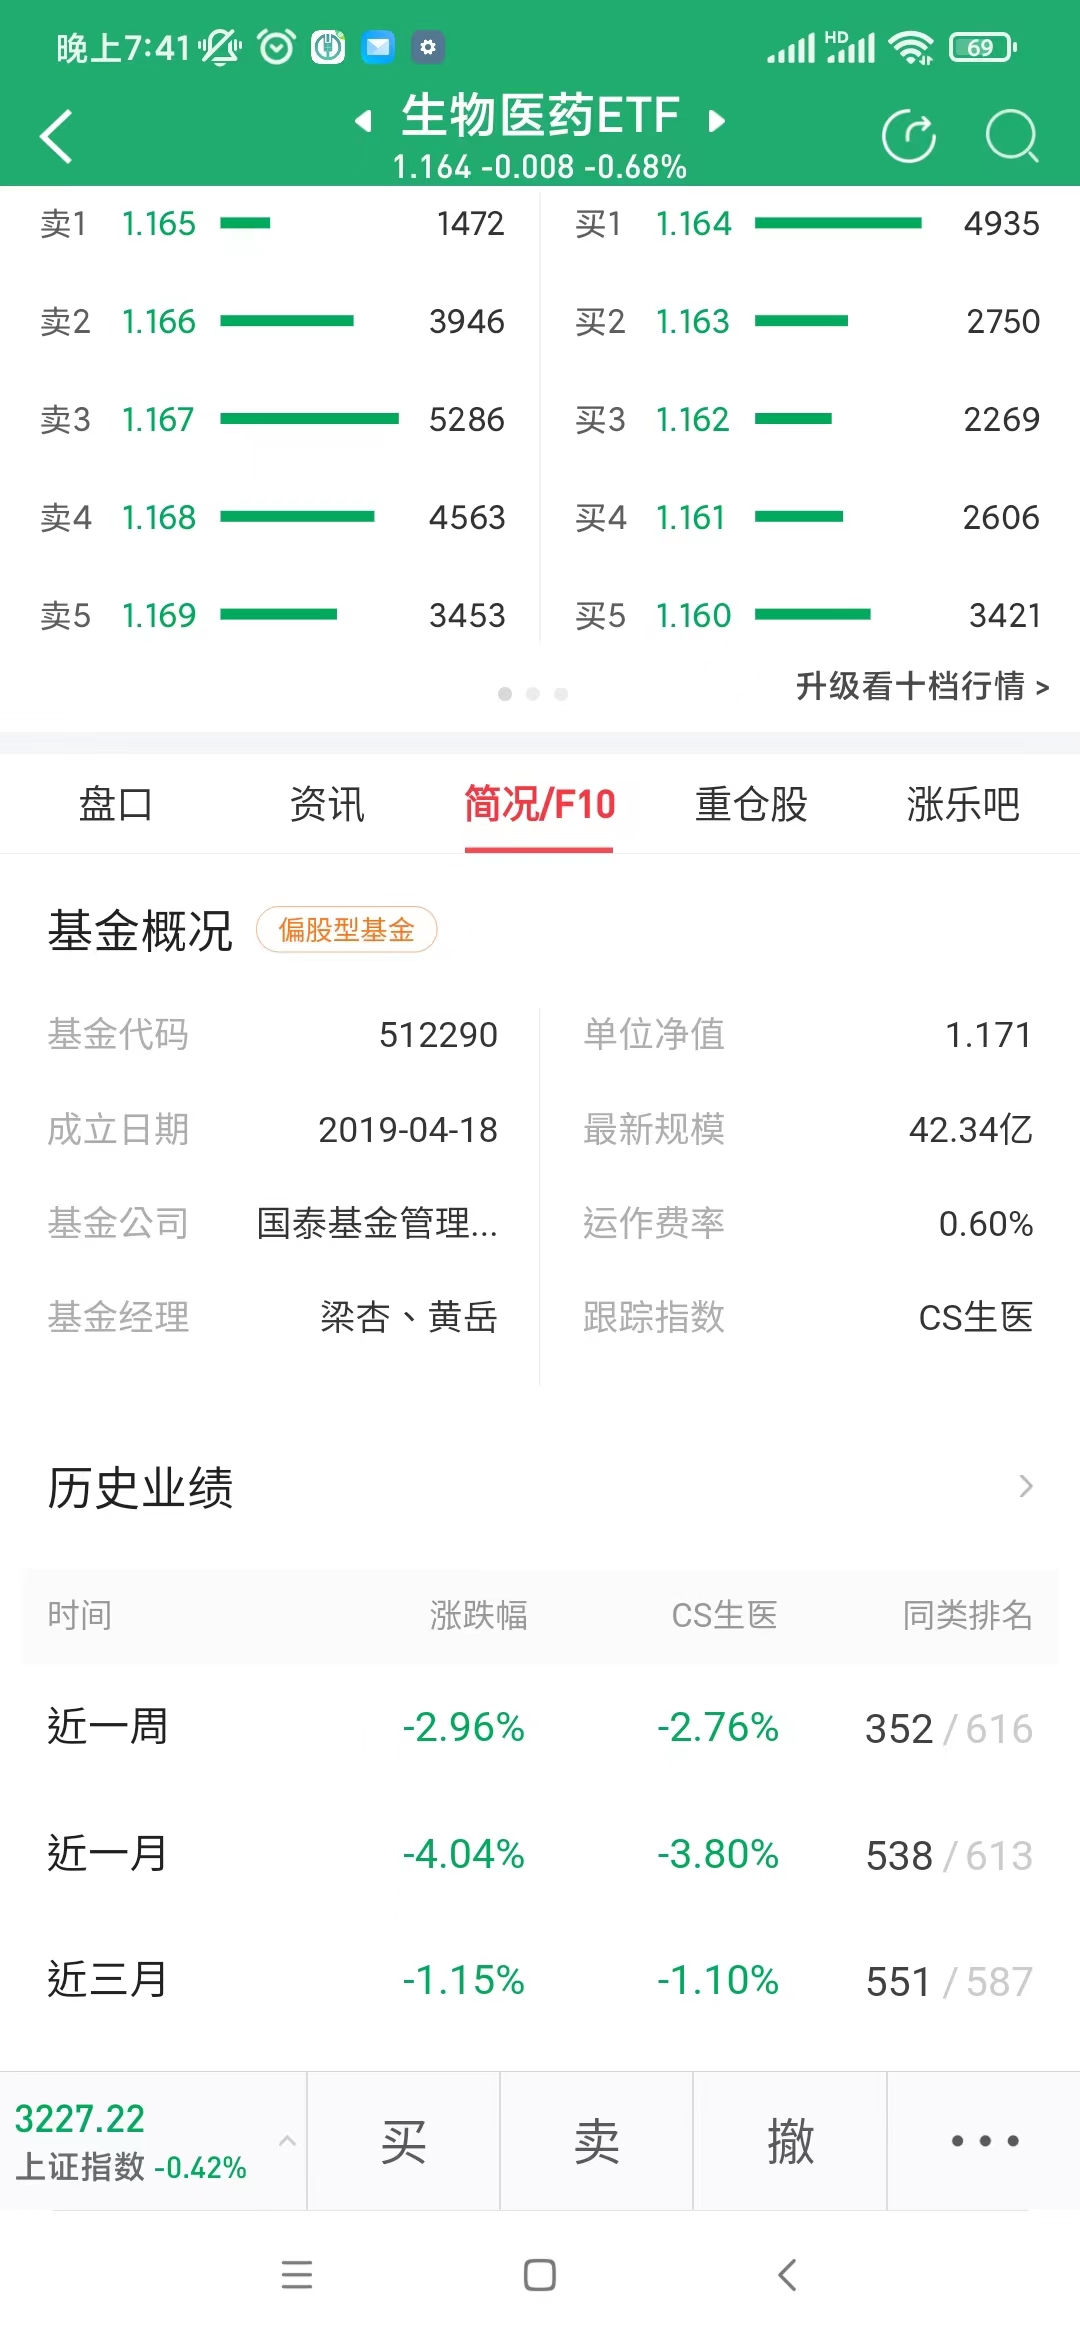 晚上7:41 HD 69
生物医药ETF
1.164 -0.008 -0.68%
卖1 1.165 1472 买1 1.164 4935
卖2 1.166 3946 买2 1.163 2750
卖3 1.167 5286 买3 1.162 2269
卖4 1.168 4563 买4 1.161 2606
卖5 1.169 3453 买5 1.160 3421
升级看十档行情 >
盘口 资讯 简况/F10 重仓股 涨乐吧
基金概况 偏股型基金
基金代码 512290 单位净值 1.171
成立日期 2019-04-18 最新规模 42.34亿
基金公司 国泰基金管理... 运作费率 0.60%
基金经理 梁杏、黄岳 跟踪指数 CS生医
历史业绩
时间 涨跌幅 CS生医 同类排名
近一周 -2.96% -2.76% 352 / 616
近一月 -4.04% -3.80% 538 / 613
近三月 -1.15% -1.10% 551 / 587
3227.22
上证指数 -0.42%
买 卖 撤